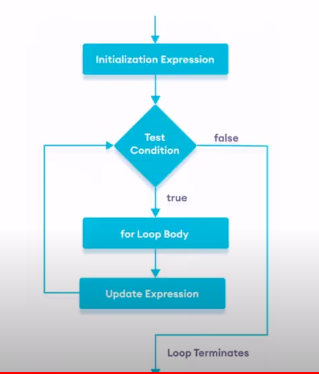 Initialization Expression
Test
Condition
false
true
for Loop Body
Update Expression
Loop Terminates